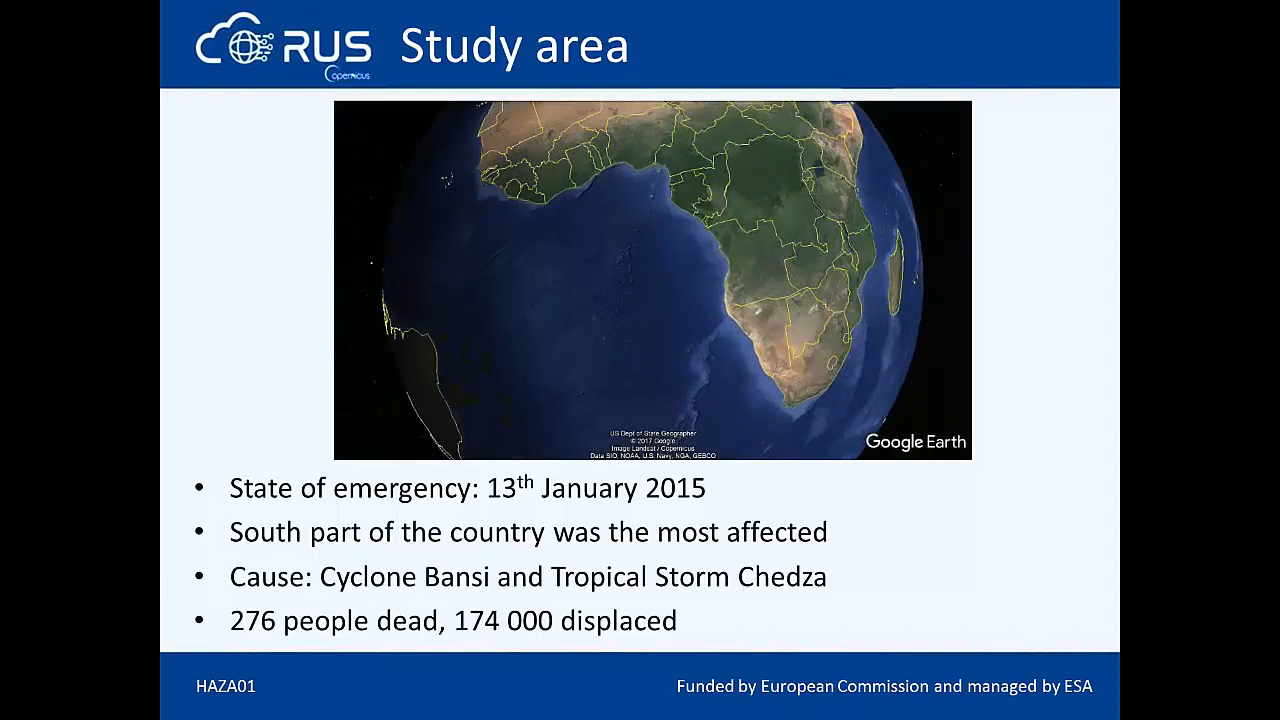 RUS
Copernicus
Study area
US Dept of State Geographer
© 2017 Google
Image Landsat / Copernicus
Data SIO, NOAA, U.S. Navy, NGA, GEBCO
Google Earth
• State of emergency: 13th January 2015
• South part of the country was the most affected
• Cause: Cyclone Bansi and Tropical Storm Chedza
• 276 people dead, 174 000 displaced
HAZA01
Funded by European Commission and managed by ESA